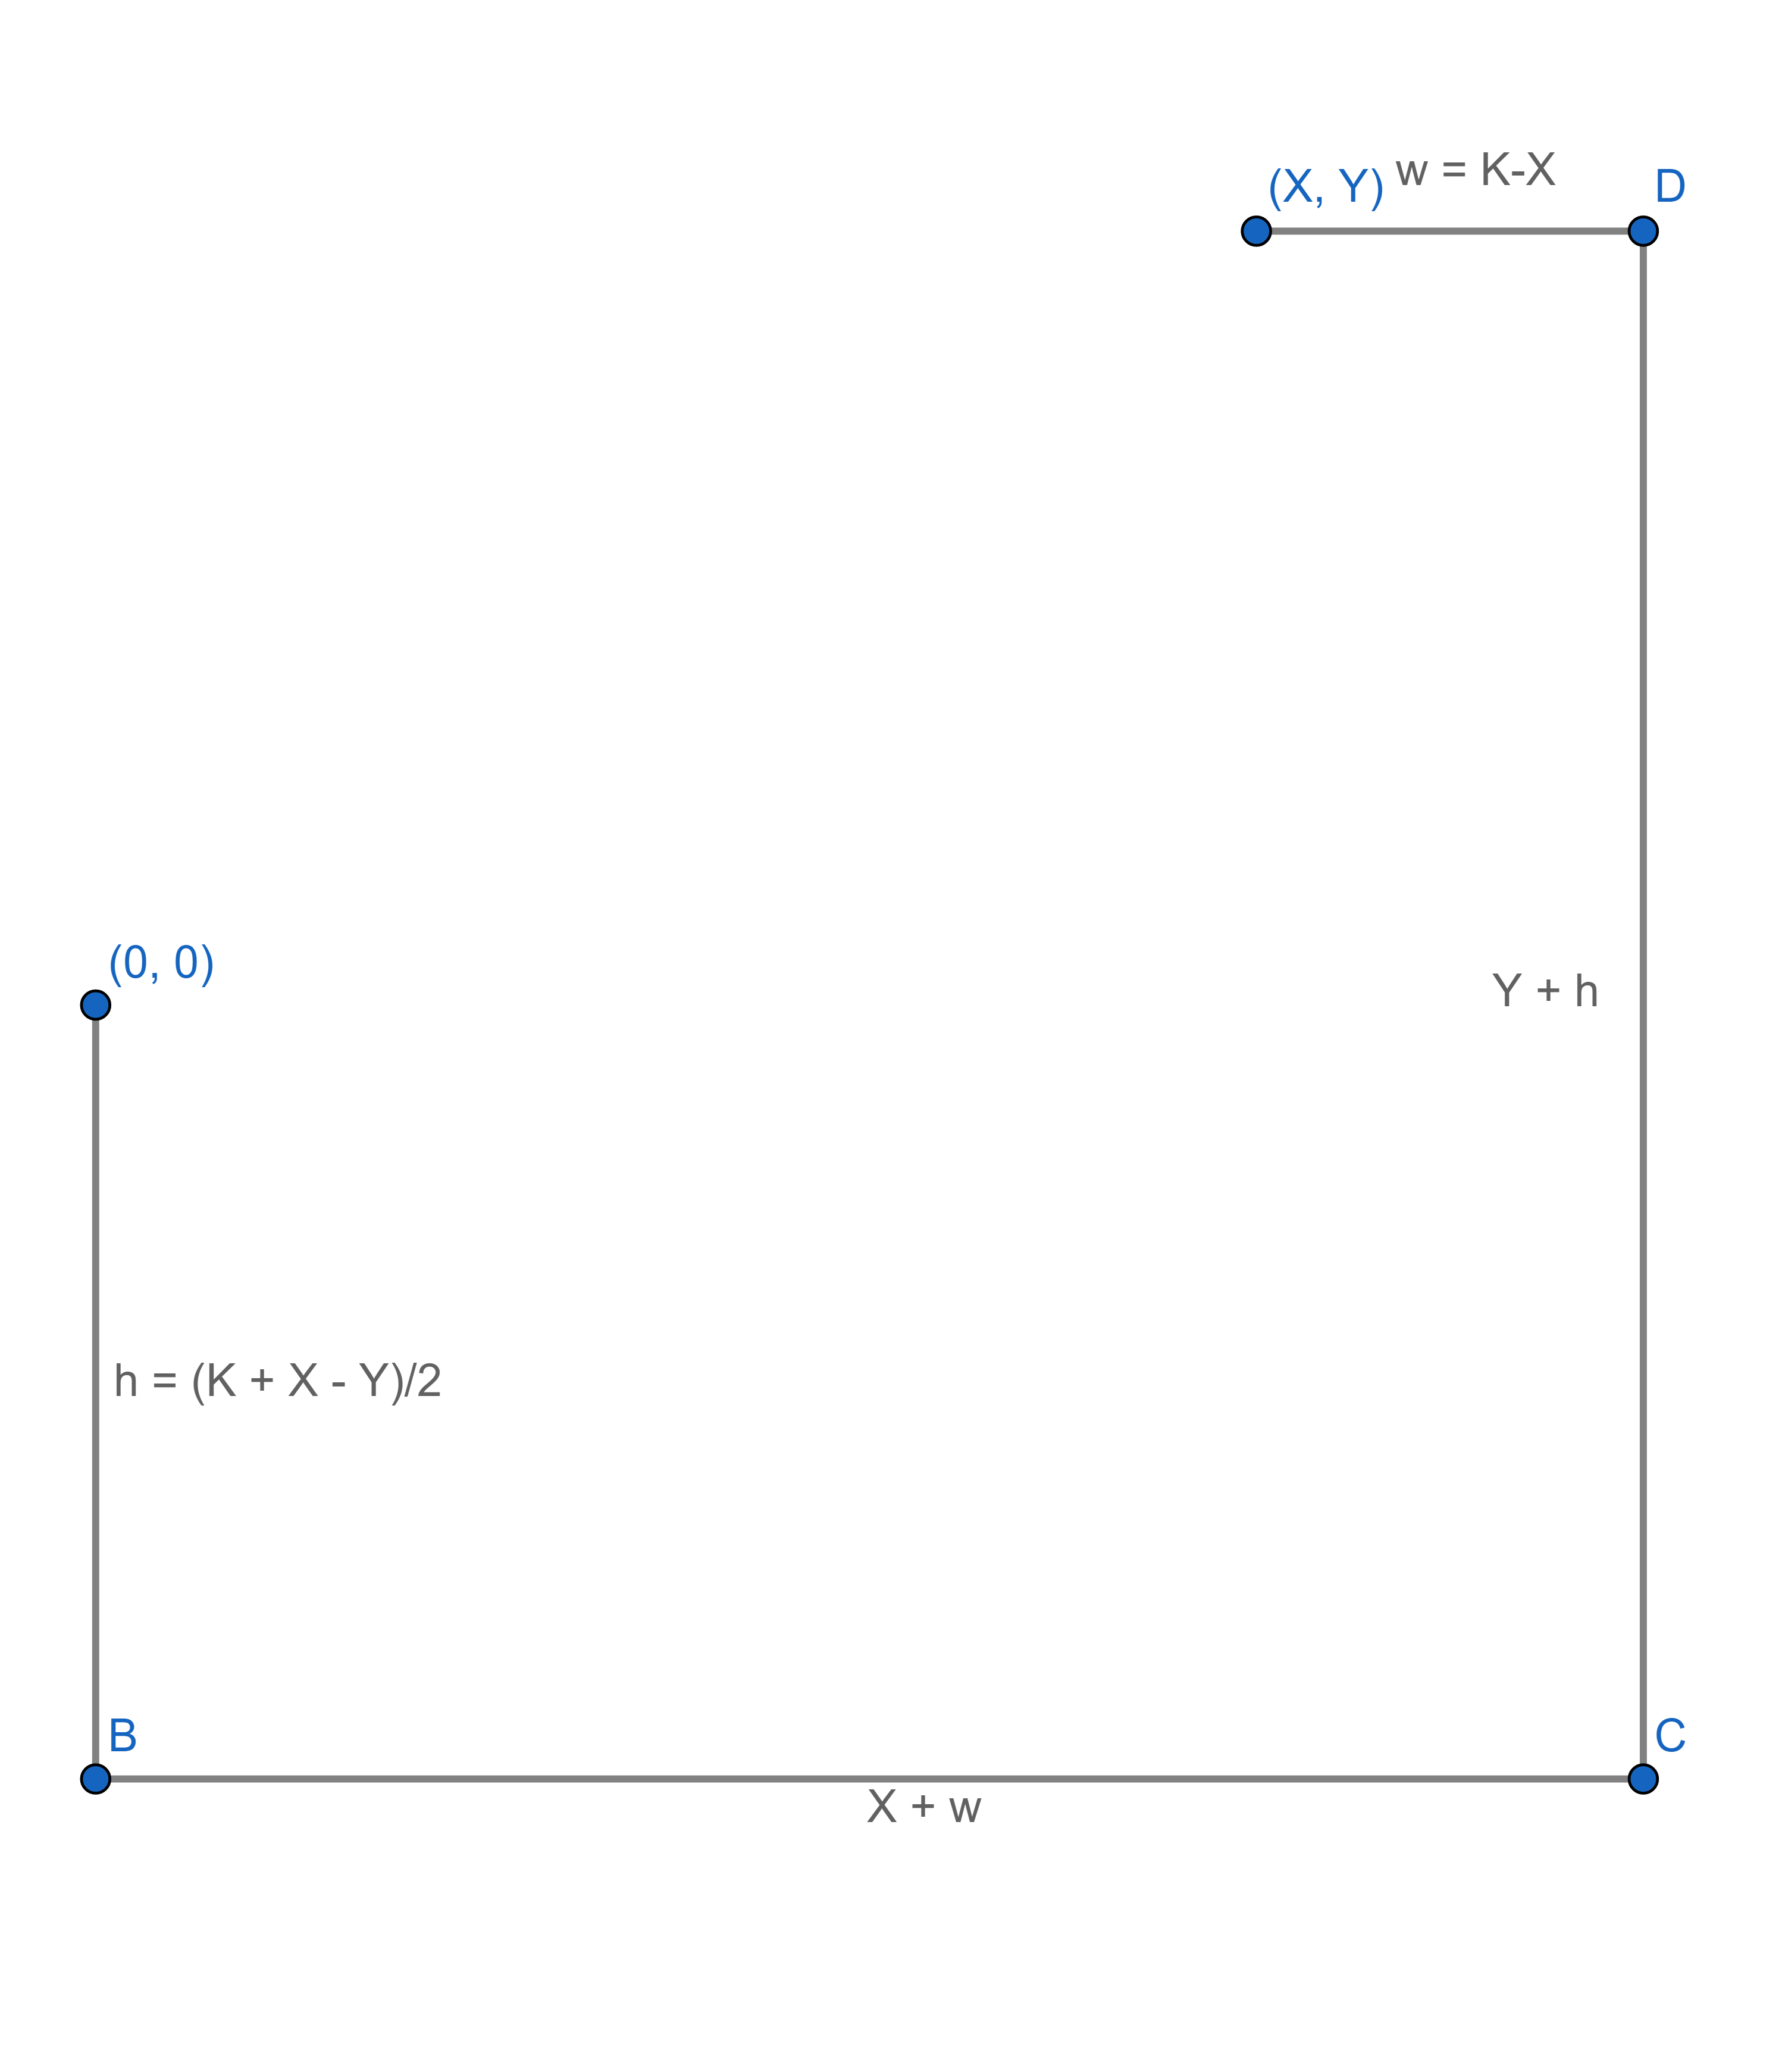 (X, Y)
w = K-X
D
(0, 0)
Y + h
h = (K + X - Y)/2
B
C
X + w